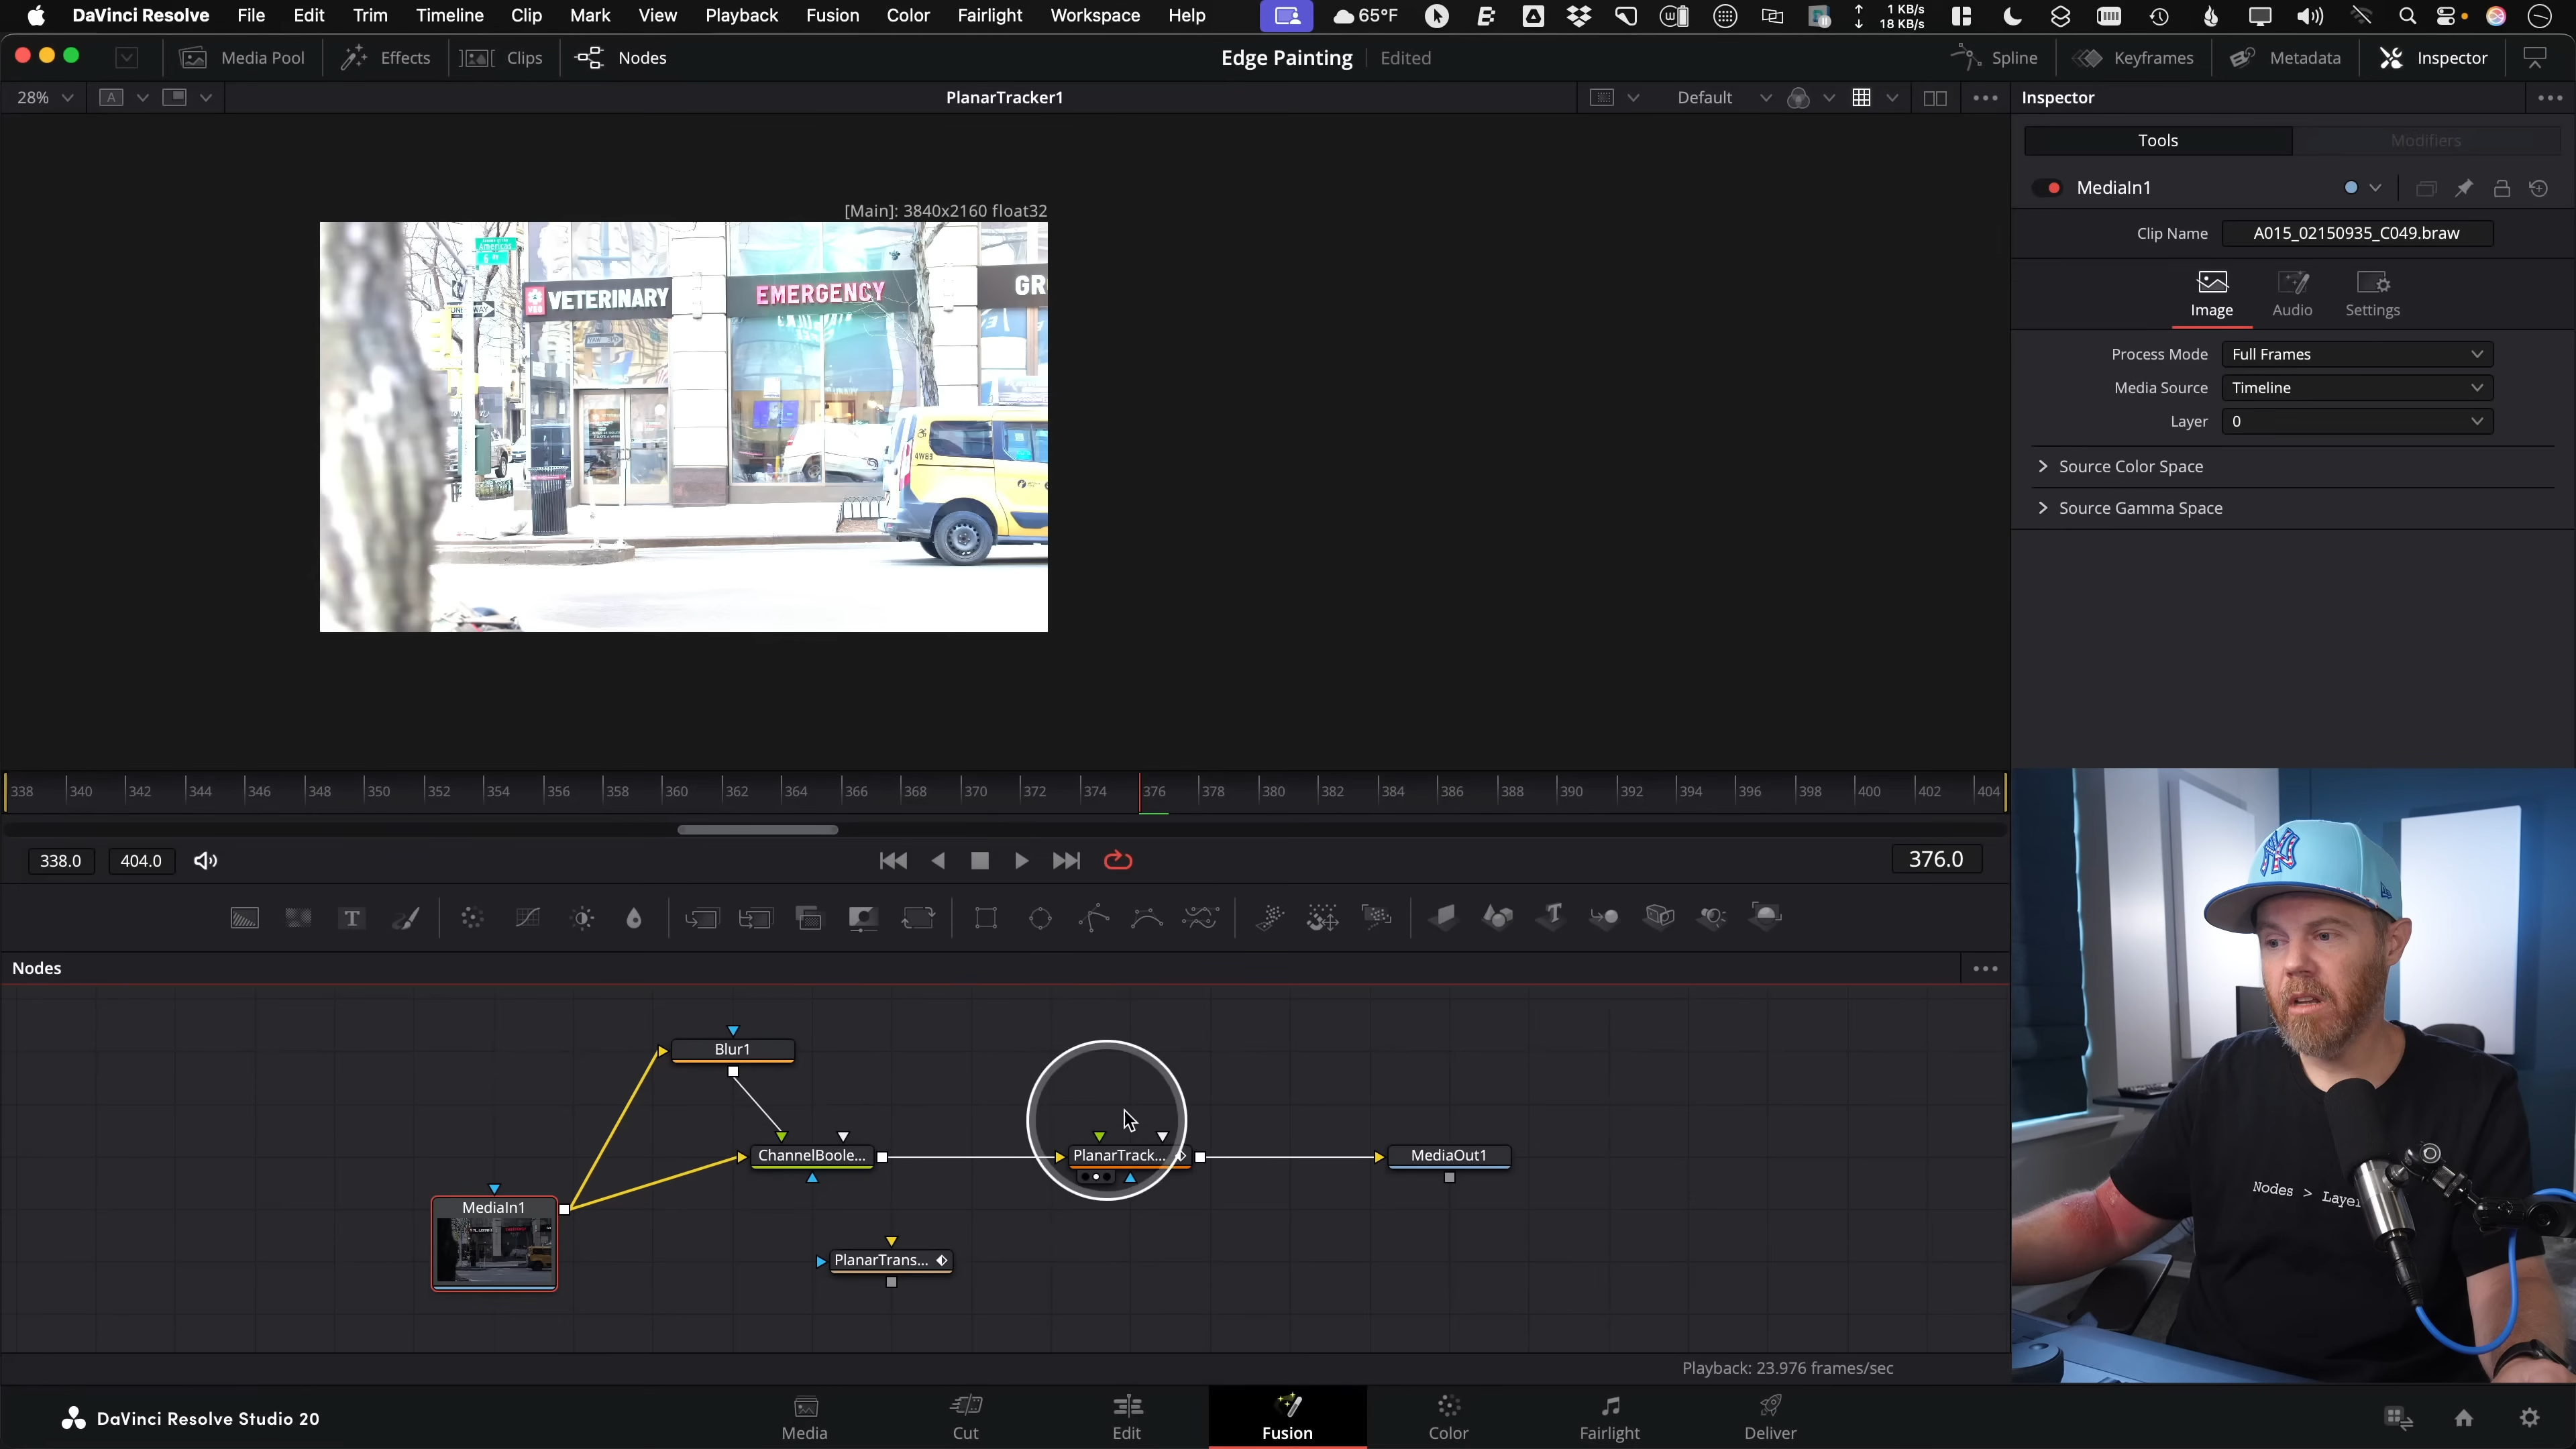 DaVinci Resolve File Edit Trim Timeline Clip Mark View Playback Fusion Color Fairlight Workspace Help 65°F 1 KB/s
18 KB/s
Media Pool Effects Clips Nodes Edge Painting Edited Spline Keyframes Metadata Inspector
28% A PlanarTracker1 Default Inspector
Tools Modifiers
MediaIn1
[Main]: 3840x2160 float32
Clip Name A015_02150935_C049.braw
Americas
6
VETERINARY EMERGENCY GR
Image Audio Settings
Process Mode Full Frames
Media Source Timeline
Layer 0
4W83
Source Color Space
Source Gamma Space
338 340 342 344 346 348 350 352 354 356 358 360 362 364 366 368 370 372 374 376 378 380 382 384 386 388 390 392 394 396 398 400 402 404
338.0 404.0 376.0
T T
Nodes
Blur1
ChannelBoole... PlanarTrack... MediaOut1
MediaIn1
PlanarTrans...
Nodes > Laye
NY
Playback: 23.976 frames/sec
DaVinci Resolve Studio 20 Media Cut Edit Fusion Color Fairlight Deliver